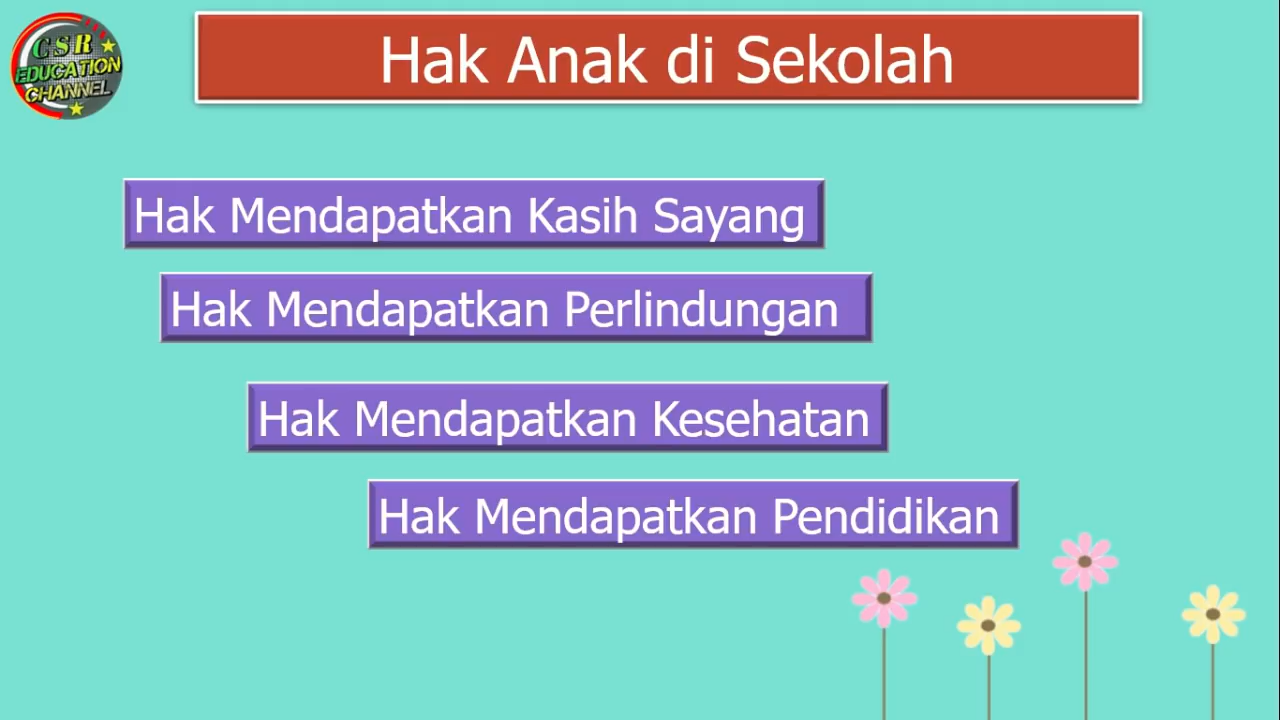 CSR
EDUCATION
CHANNEL
Hak Anak di Sekolah
Hak Mendapatkan Kasih Sayang
Hak Mendapatkan Perlindungan
Hak Mendapatkan Kesehatan
Hak Mendapatkan Pendidikan